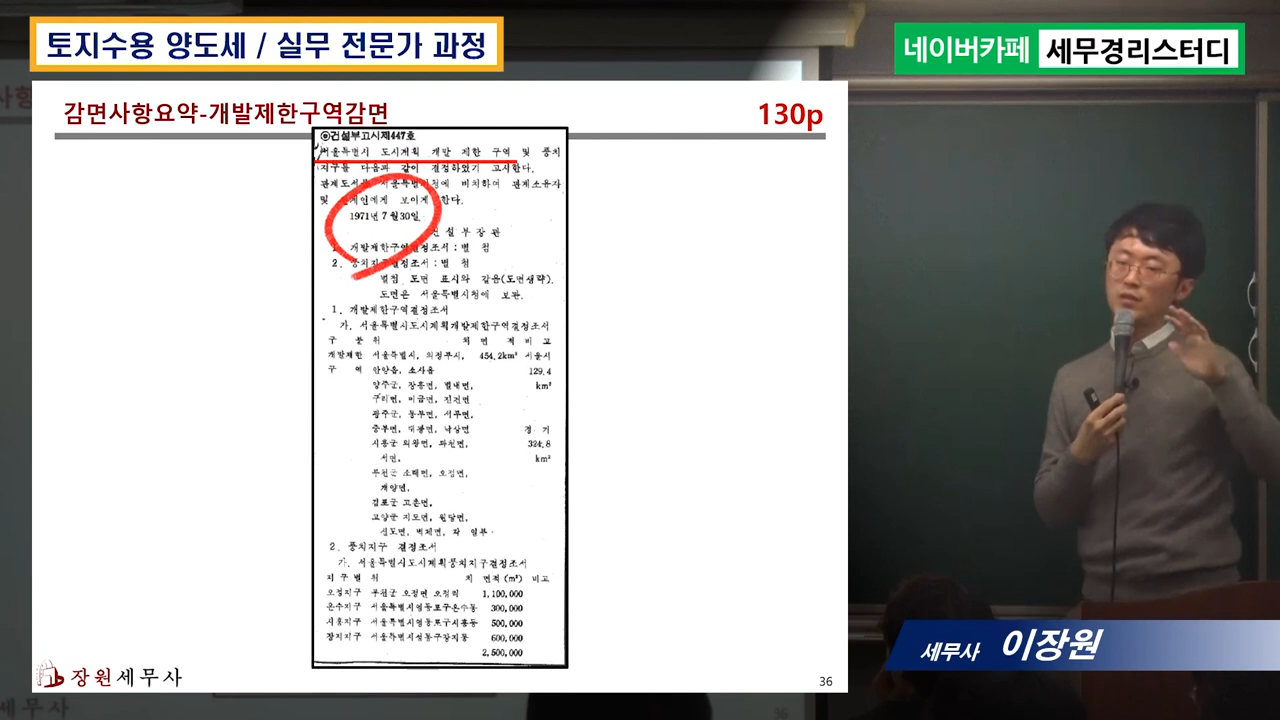 토지수용 양도세 / 실무 전문가 과정
네이버카페 세무경리스터디
감면사항요약-개발제한구역감면
130p
◉건설부고시제447호
서울특별시 도시계획 개발 제한 구역 및 풍치
지구를 다음과 같이 결정하였기 고시한다.
관계도서는 서울특별시청에 비치하여 관계소유자
및 관계인에게 보이게 한다.
1971년 7월30일
건설부장관
1. 개발제한구역결정조서 : 별 첨
2. 풍치지구결정조서 : 별 첨
별첨 도면 표시와 같음(도면생략).
도면은 서울특별시청에 보관.
1. 개발제한구역결정조서
가. 서울특별시도시계획개발제한구역결정조서
구 분 위 치 면 적 비 고
개발제한 서울특별시, 의정부시, 454.2km² 서울시
구 역 안양읍, 소사읍 129.4
양주군, 장흥면, 별내면, km²
구리면, 미금면, 진건면
광주군, 동부면, 서부면,
중부면, 대왕면, 낙생면 경 기
시흥군 의왕면, 과천면, 324.8
서면, km²
부천군 소래면, 오정면,
계양면,
김포군 고촌면,
고양군 지도면, 원당면,
신도면, 벽제면, 각 일부
2. 풍치지구 결정조서
가. 서울특별시도시계획풍치지구결정조서
지구별 위 치 면적(m²) 비고
오정지구 부천군 오정면 오정리 1,100,000
온수지구 서울특별시영등포구온수동 300,000
시흥지구 서울특별시영등포구시흥동 500,000
장지지구 서울특별시성동구장지동 600,000
2,500,000
장원세무사
36
세무사 이장원